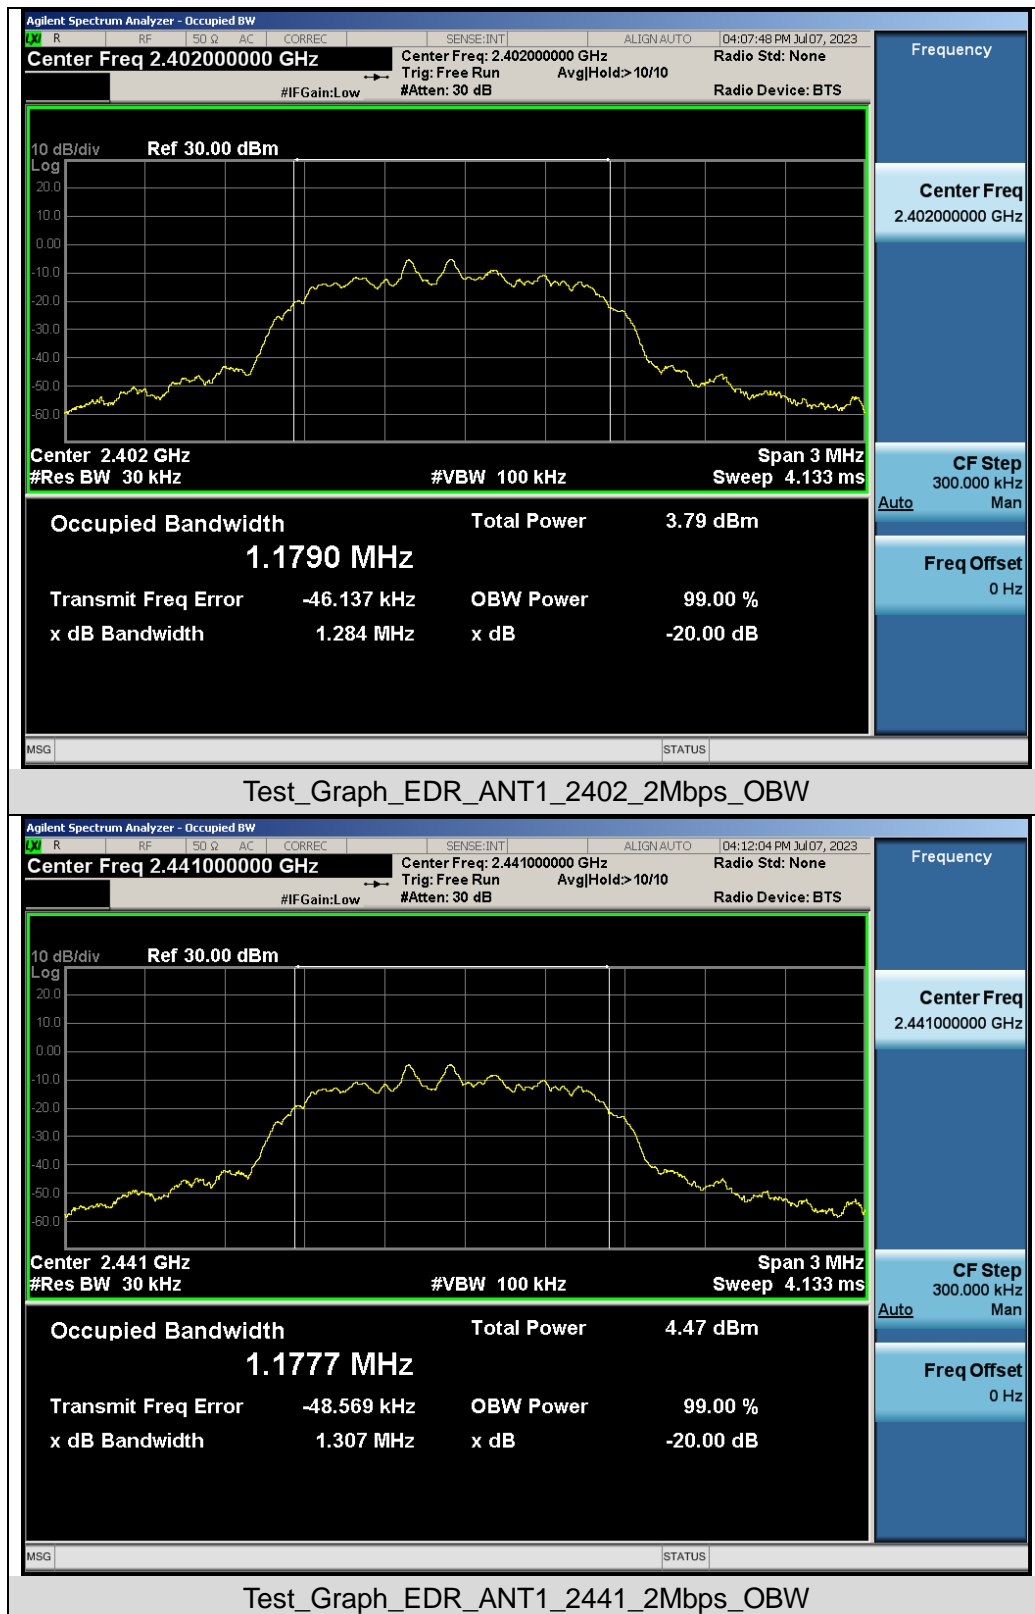 Agilent Spectrum Analyzer - Occupied BW
LXI R RF 50 Ω AC CORREC SENSE:INT ALIGN AUTO 04:07:48 PM Jul 07, 2023
Center Freq 2.402000000 GHz Center Freq: 2.402000000 GHz Radio Std: None Frequency
Trig: Free Run Avg|Hold:>10/10
#IFGain:Low #Atten: 30 dB Radio Device: BTS
10 dB/div Ref 30.00 dBm
Log
20.0
10.0
0.00
-10.0
-20.0
-30.0
-40.0
-50.0
-60.0
Center Freq
2.402000000 GHz
Center 2.402 GHz Span 3 MHz
#Res BW 30 kHz #VBW 100 kHz Sweep 4.133 ms
CF Step
300.000 kHz
Auto Man
Occupied Bandwidth Total Power 3.79 dBm
1.1790 MHz
Transmit Freq Error -46.137 kHz OBW Power 99.00 %
x dB Bandwidth 1.284 MHz x dB -20.00 dB
Freq Offset
0 Hz
MSG STATUS
Test_Graph_EDR_ANT1_2402_2Mbps_OBW
Agilent Spectrum Analyzer - Occupied BW
LXI R RF 50 Ω AC CORREC SENSE:INT ALIGN AUTO 04:12:04 PM Jul 07, 2023
Center Freq 2.441000000 GHz Center Freq: 2.441000000 GHz Radio Std: None Frequency
Trig: Free Run Avg|Hold:>10/10
#IFGain:Low #Atten: 30 dB Radio Device: BTS
10 dB/div Ref 30.00 dBm
Log
20.0
10.0
0.00
-10.0
-20.0
-30.0
-40.0
-50.0
-60.0
Center Freq
2.441000000 GHz
Center 2.441 GHz Span 3 MHz
#Res BW 30 kHz #VBW 100 kHz Sweep 4.133 ms
CF Step
300.000 kHz
Auto Man
Occupied Bandwidth Total Power 4.47 dBm
1.1777 MHz
Transmit Freq Error -48.569 kHz OBW Power 99.00 %
x dB Bandwidth 1.307 MHz x dB -20.00 dB
Freq Offset
0 Hz
MSG STATUS
Test_Graph_EDR_ANT1_2441_2Mbps_OBW